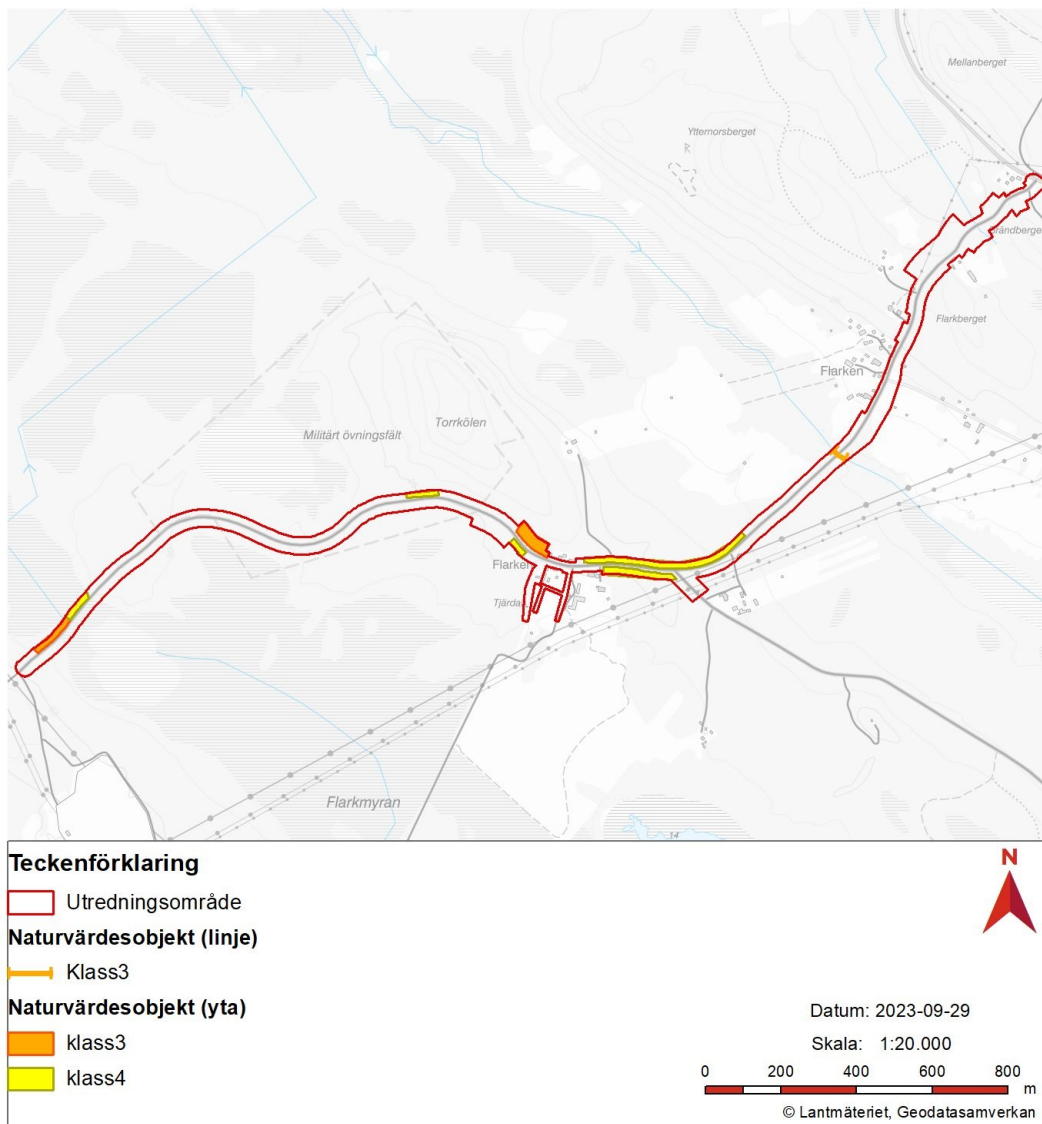 Mellanberget
Ytternorsberget
Flarkberget
Flarken
Torrkölen
Militärt övningsfält
Flarkmyran
14
Teckenförklaring
N
Utredningsområde
Naturvärdesobjekt (linje)
Klass3
Naturvärdesobjekt (yta)
klass3
klass4
Datum: 2023-09-29
Skala: 1:20.000
0 200 400 600 800
m
© Lantmäteriet, Geodatasamverkan